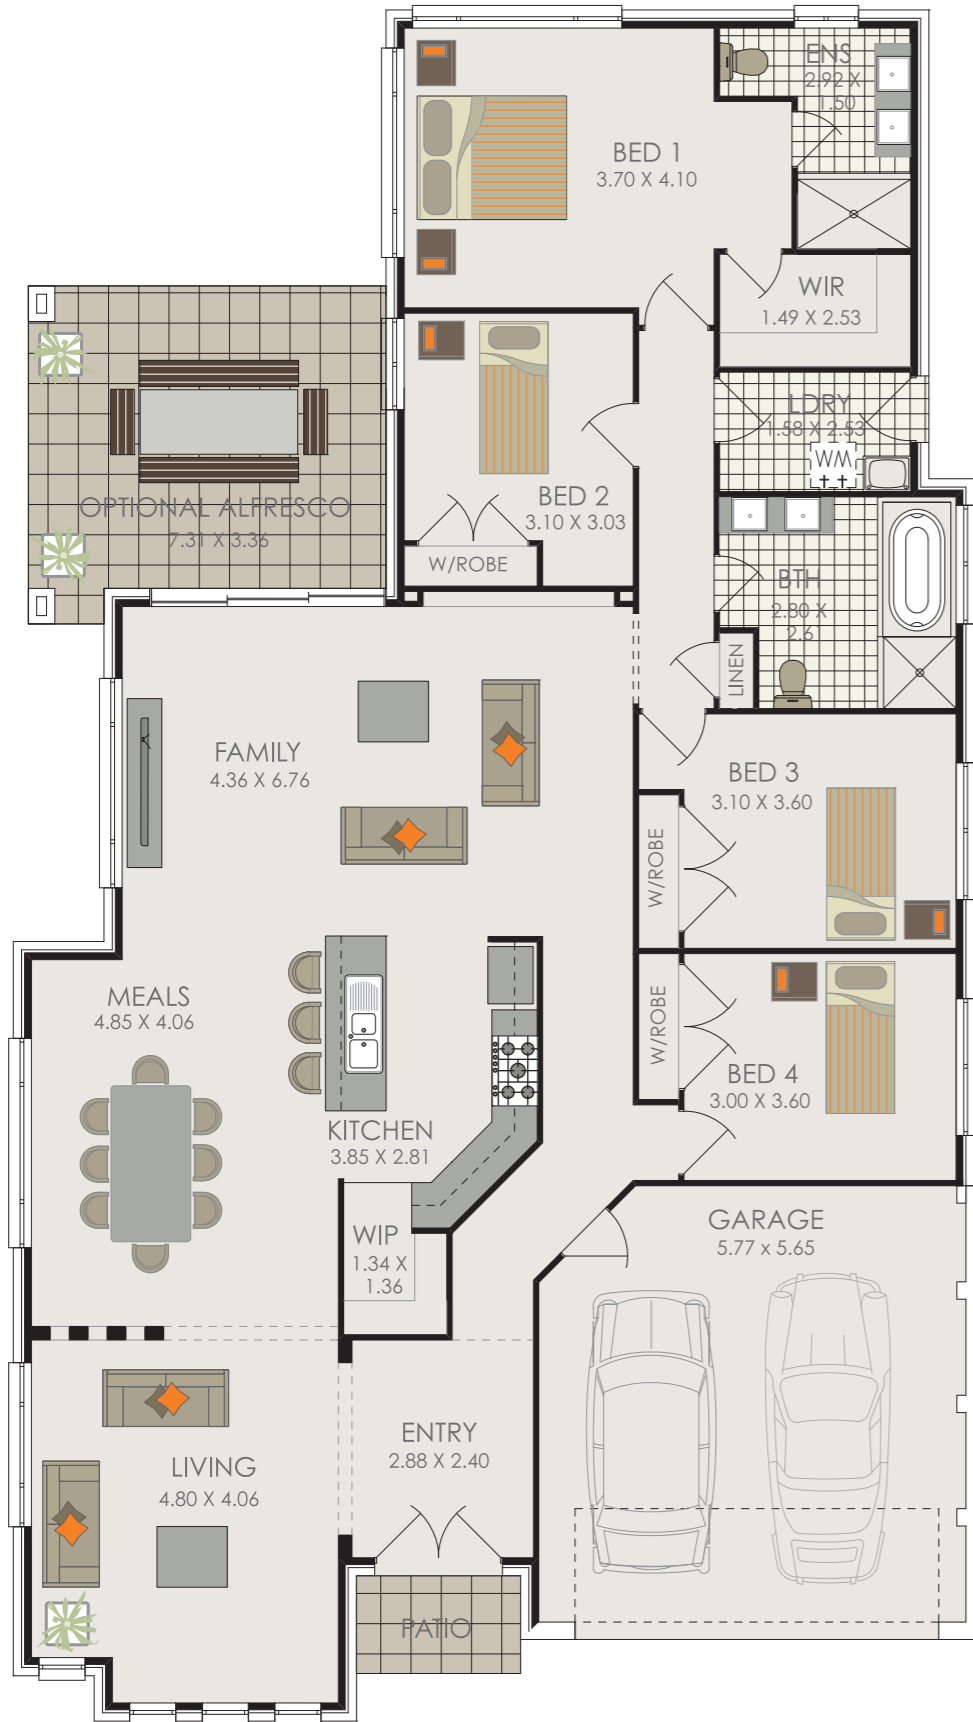 ENS
2.92 X
1.50
BED 1
3.70 X 4.10
WIR
1.49 X 2.53
LDRY
1.58 X 2.53
WM
BED 2
3.10 X 3.03
W/ROBE
OPTIONAL ALFRESCO
7.31 X 3.36
BTH
2.80 X
2.6
LINEN
FAMILY
4.36 X 6.76
BED 3
3.10 X 3.60
W/ROBE
MEALS
4.85 X 4.06
W/ROBE
BED 4
3.00 X 3.60
KITCHEN
3.85 X 2.81
WIP
1.34 X
1.36
GARAGE
5.77 x 5.65
ENTRY
2.88 X 2.40
LIVING
4.80 X 4.06
PATIO